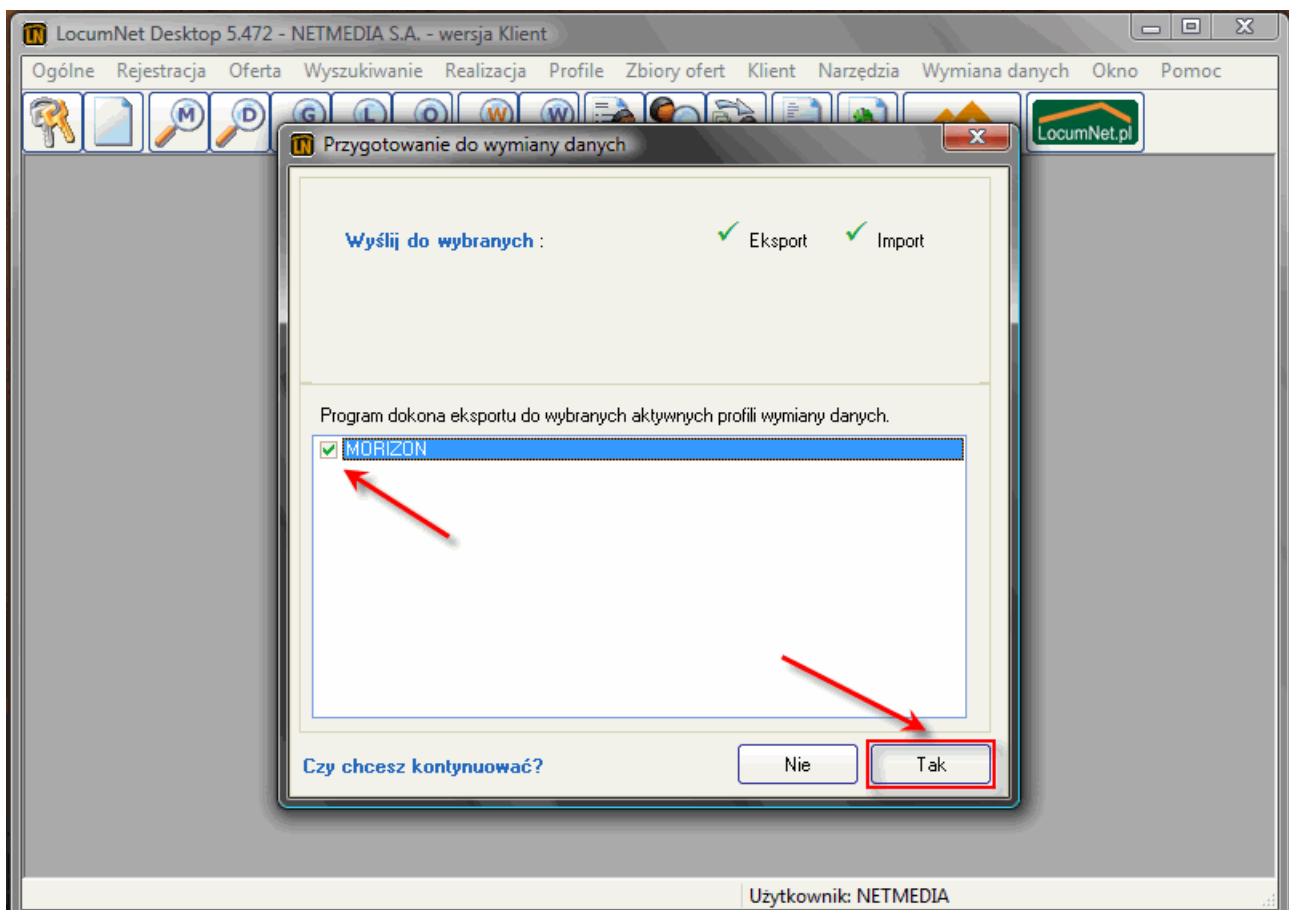 LocumNet Desktop 5.472 - NETMEDIA S.A. - wersja Klient
Ogólne Rejestracja Oferta Wyszukiwanie Realizacja Profile Zbiory ofert Klient Narzędzia Wymiana danych Okno Pomoc
M D G L O W W
LocumNet.pl
Przygotowanie do wymiany danych
Wyślij do wybranych : Eksport Import
Program dokona eksportu do wybranych aktywnych profili wymiany danych.
MORIZON
Czy chcesz kontynuować? Nie Tak
Użytkownik: NETMEDIA